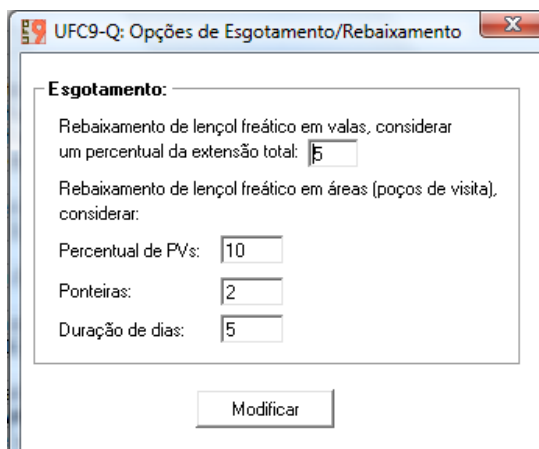 UFC9-Q: Opções de Esgotamento/Rebaixamento
Esgotamento:
Rebaixamento de lençol freático em valas, considerar
um percentual da extensão total: 5
Rebaixamento de lençol freático em áreas (poços de visita),
considerar:
Percentual de PVs: 10
Ponteiras: 2
Duração de dias: 5
Modificar